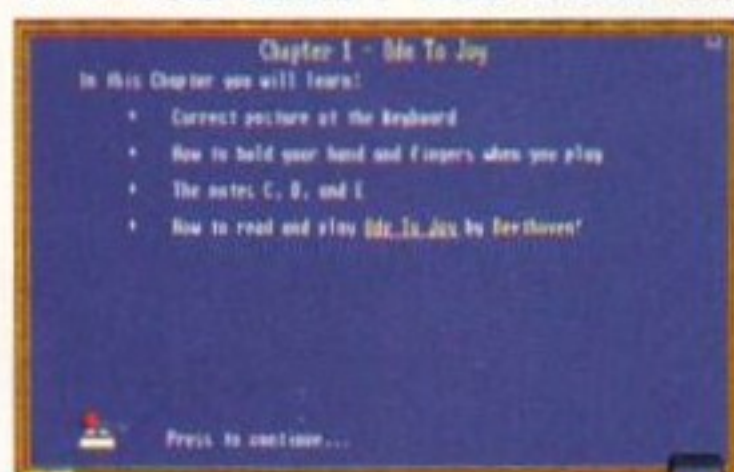 Chapter 1 - Ode To Joy
In this Chapter you will learn:
Correct posture at the Keyboard
How to hold your hand and fingers when you play
The notes C, D, and E
How to read and play Ode To Joy by Beethoven!
Press to continue...